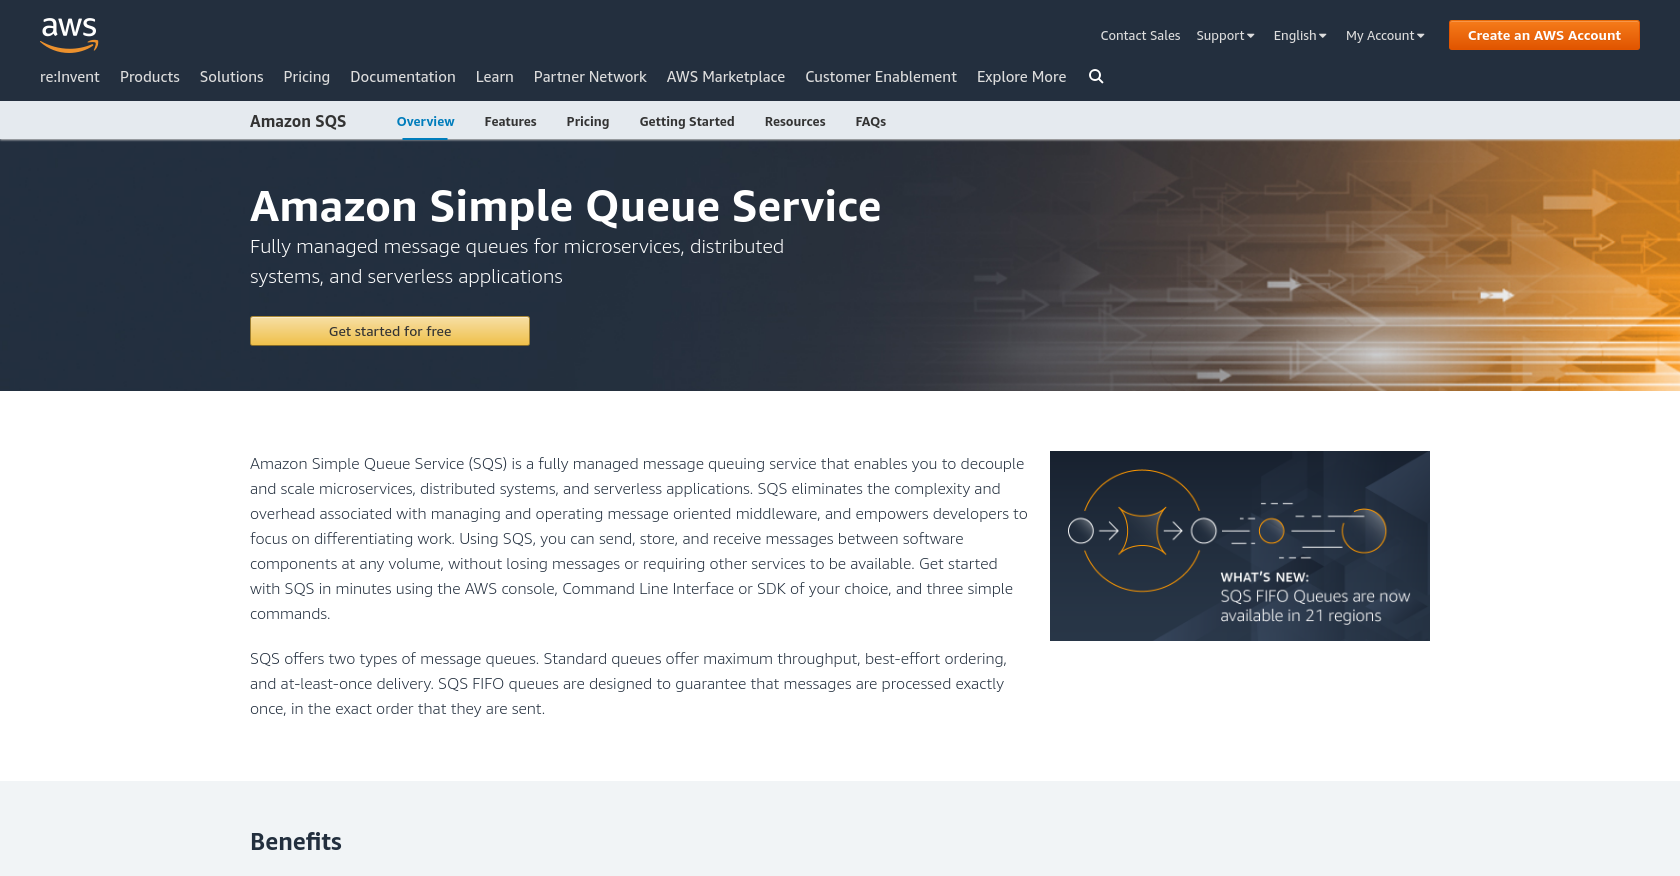 aws
Contact Sales
Support
English
My Account
Create an AWS Account
re:Invent
Products
Solutions
Pricing
Documentation
Learn
Partner Network
AWS Marketplace
Customer Enablement
Explore More
Amazon SQS
Overview
Features
Pricing
Getting Started
Resources
FAQs
Amazon Simple Queue Service
Fully managed message queues for microservices, distributed
systems, and serverless applications
Get started for free
Amazon Simple Queue Service (SQS) is a fully managed message queuing service that enables you to decouple
and scale microservices, distributed systems, and serverless applications. SQS eliminates the complexity and
overhead associated with managing and operating message oriented middleware, and empowers developers to
focus on differentiating work. Using SQS, you can send, store, and receive messages between software
components at any volume, without losing messages or requiring other services to be available. Get started
with SQS in minutes using the AWS console, Command Line Interface or SDK of your choice, and three simple
commands.
SQS offers two types of message queues. Standard queues offer maximum throughput, best-effort ordering,
and at-least-once delivery. SQS FIFO queues are designed to guarantee that messages are processed exactly
once, in the exact order that they are sent.
WHAT'S NEW:
SQS FIFO Queues are now
available in 21 regions
Benefits